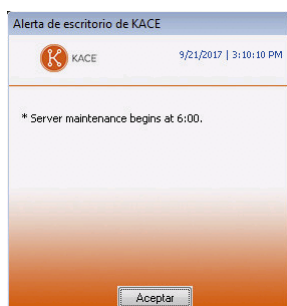 Alerta de escritorio de KACE
KACE
9/21/2017 | 3:10:10 PM
* Server maintenance begins at 6:00.
Aceptar